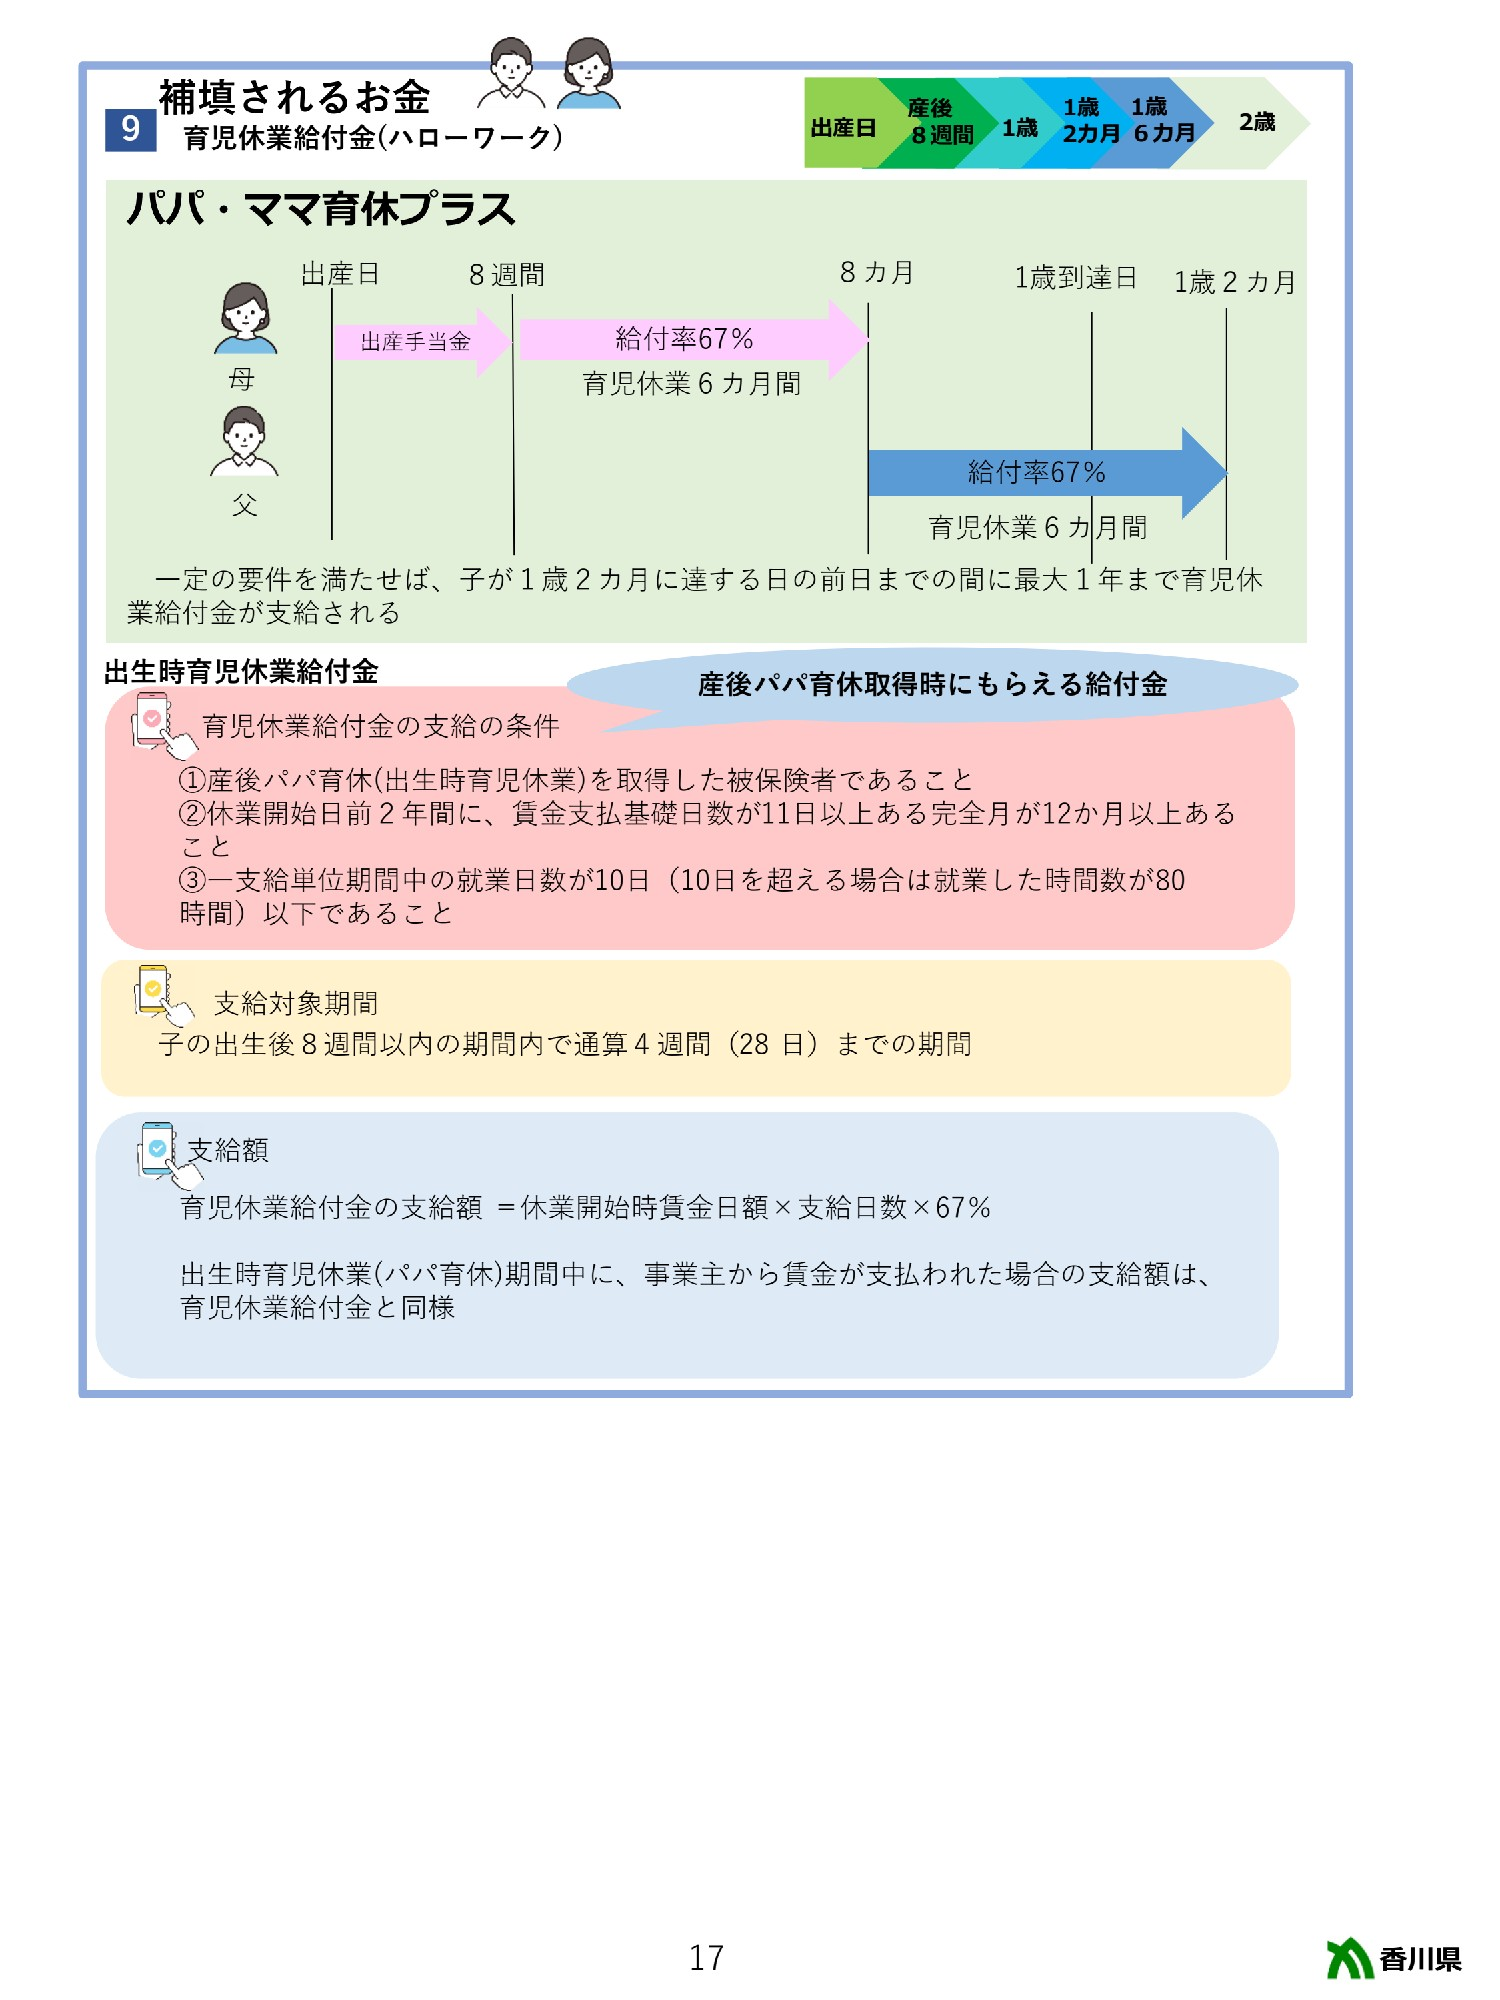 補填されるお金
9
育児休業給付金(ハローワーク)
出産日
産後
８週間
1歳
1歳
2カ月
1歳
６カ月
2歳
パパ・ママ育休プラス
出産日
８週間
８カ月
1歳到達日
1歳２カ月
出産手当金
給付率67%
育児休業６カ月間
母
父
給付率67%
育児休業６カ月間
一定の要件を満たせば、子が１歳２カ月に達する日の前日までの間に最大１年まで育児休
業給付金が支給される
出生時育児休業給付金
産後パパ育休取得時にもらえる給付金
育児休業給付金の支給の条件
①産後パパ育休(出生時育児休業)を取得した被保険者であること
②休業開始日前２年間に、賃金支払基礎日数が11日以上ある完全月が12か月以上ある
こと
③一支給単位期間中の就業日数が10日（10日を超える場合は就業した時間数が80
時間）以下であること
支給対象期間
子の出生後８週間以内の期間内で通算４週間（28 日）までの期間
支給額
育児休業給付金の支給額 ＝休業開始時賃金日額×支給日数×67%
出生時育児休業(パパ育休)期間中に、事業主から賃金が支払われた場合の支給額は、
育児休業給付金と同様
17
香川県